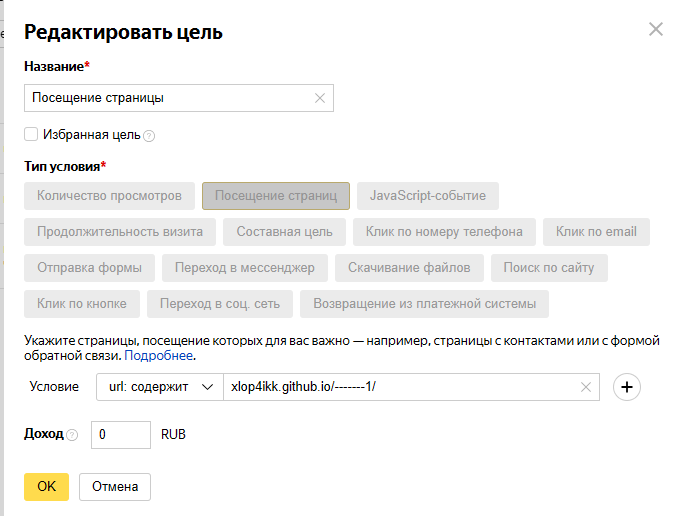 Редактировать цель
Название*
Посещение страницы
Избранная цель ?
Тип условия*
Количество просмотров Посещение страниц JavaScript-событие
Продолжительность визита Составная цель Клик по номеру телефона Клик по email
Отправка формы Переход в мессенджер Скачивание файлов Поиск по сайту
Клик по кнопке Переход в соц. сеть Возвращение из платежной системы
Укажите страницы, посещение которых для вас важно — например, страницы с контактами или с формой
обратной связи. Подробнее.
Условие url: содержит xlop4ikk.github.io/-------1/
Доход ? 0 RUB
OK Отмена